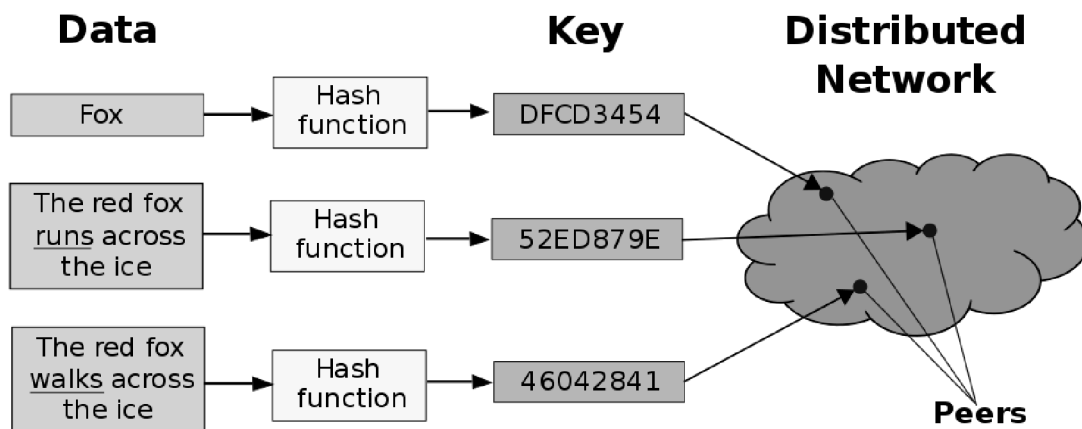 Data
Key
Distributed
Network
Fox
Hash
function
DFCD3454
The red fox
runs across
the ice
Hash
function
52ED879E
The red fox
walks across
the ice
Hash
function
46042841
Peers